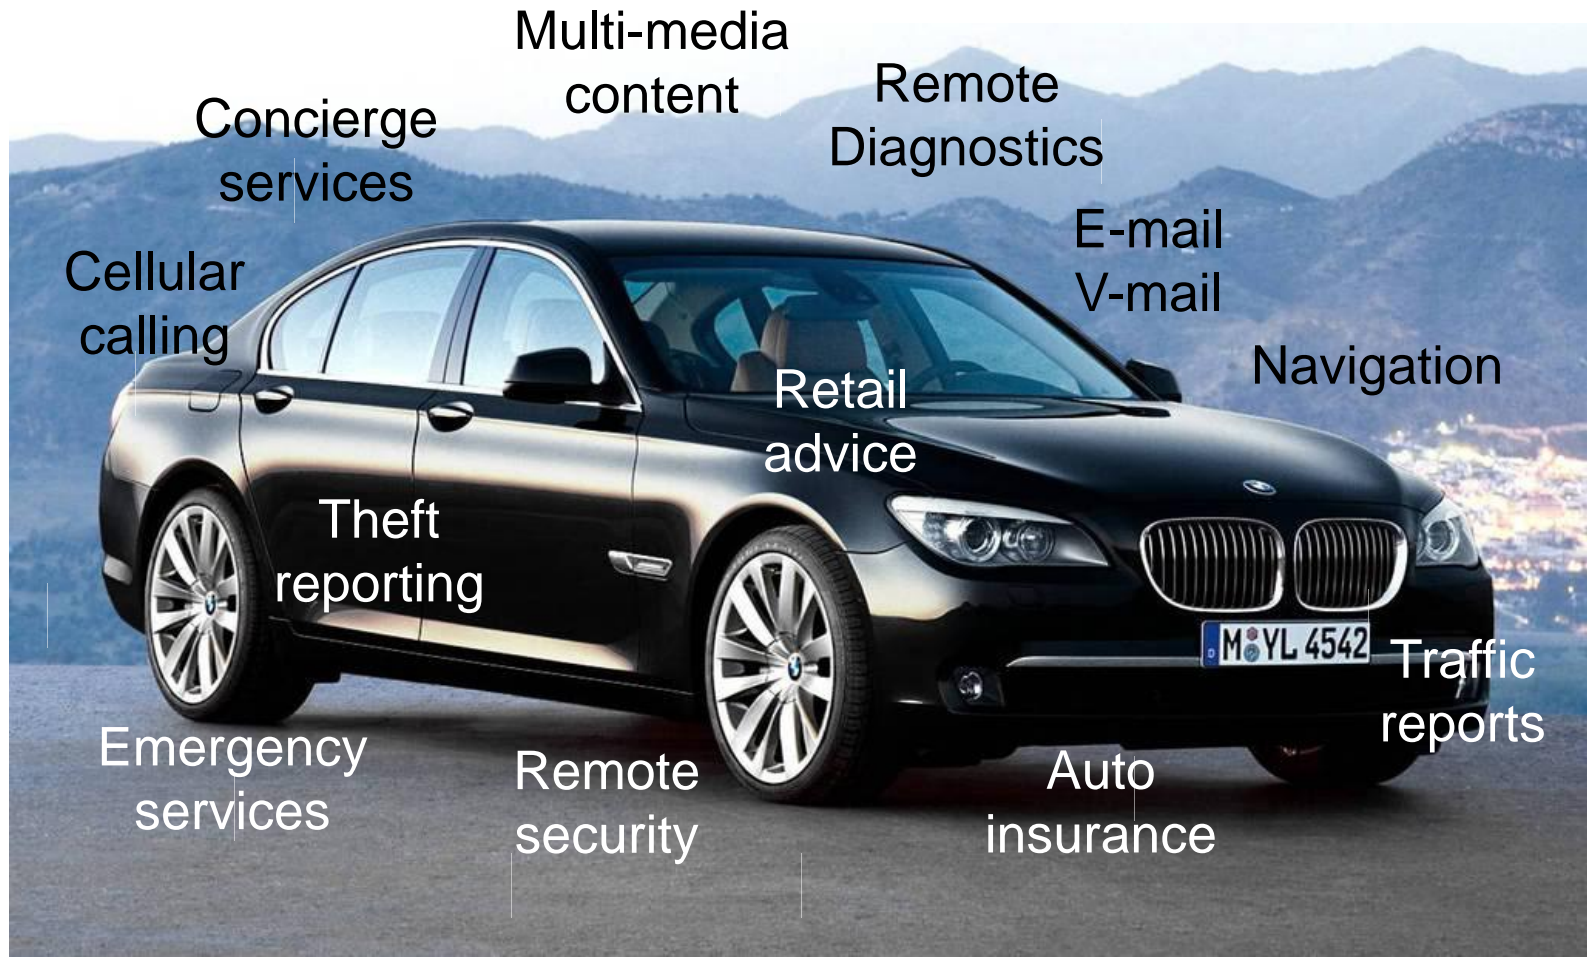 Multi-media
content
Remote
Diagnostics
Concierge
services
E-mail
V-mail
Cellular
calling
Navigation
Retail
advice
Theft
reporting
M YL 4542
Traffic
reports
Emergency
services
Remote
security
Auto
insurance